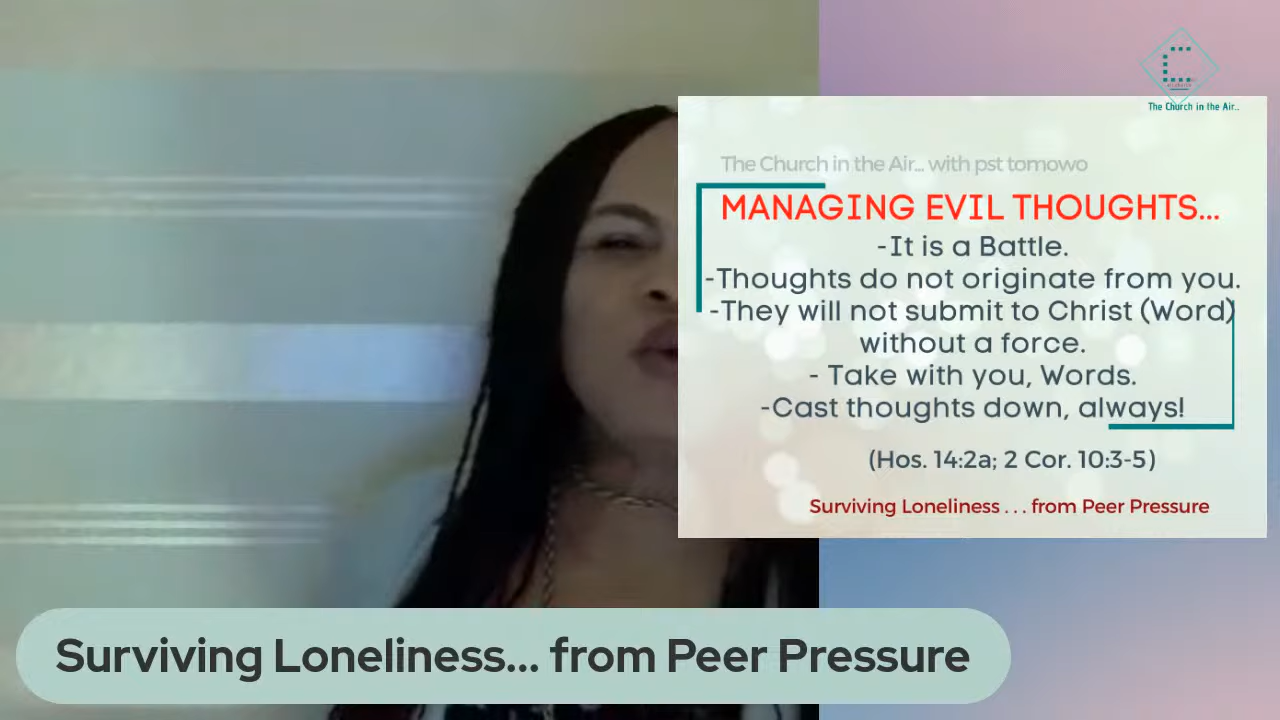 The Church in the Air..
The Church in the Air... with pst tomowo
MANAGING EVIL THOUGHTS...
-It is a Battle.
-Thoughts do not originate from you.
-They will not submit to Christ (Word)
without a force.
- Take with you, Words.
-Cast thoughts down, always!
(Hos. 14:2a; 2 Cor. 10:3-5)
Surviving Loneliness . . . from Peer Pressure
Surviving Loneliness... from Peer Pressure